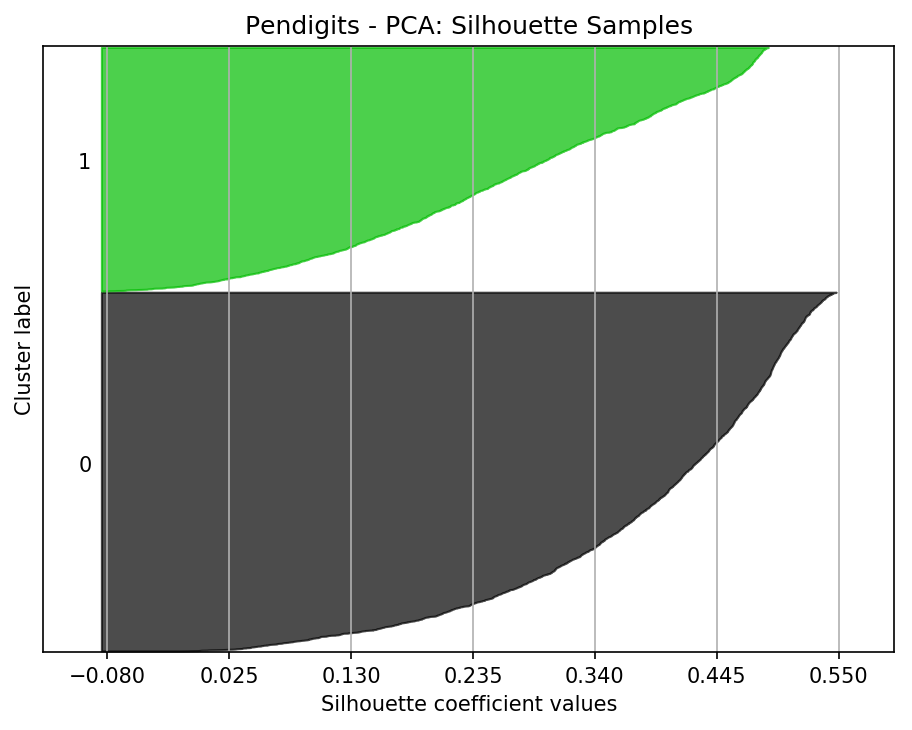 Pendigits - PCA: Silhouette Samples
1
Cluster label
0
−0.080 0.025 0.130 0.235 0.340 0.445 0.550
Silhouette coefficient values